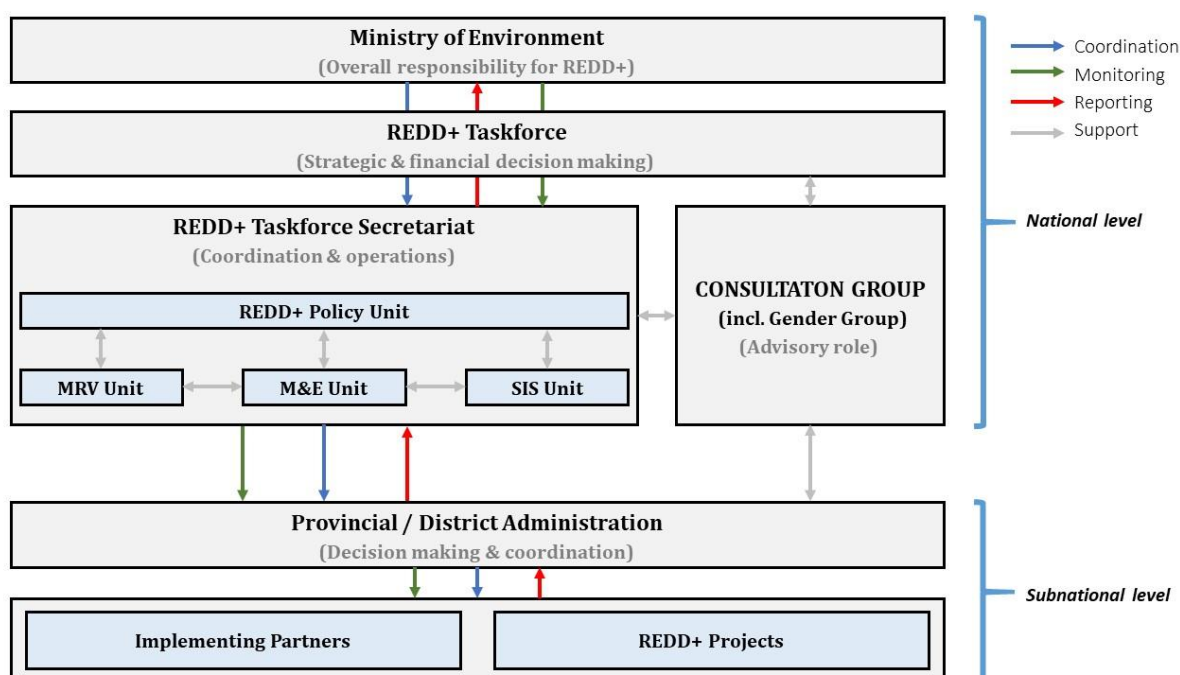 Ministry of Environment
(Overall responsibility for REDD+)
REDD+ Taskforce
(Strategic & financial decision making)
REDD+ Taskforce Secretariat
(Coordination & operations)
REDD+ Policy Unit
MRV Unit
M&E Unit
SIS Unit
CONSULTATON GROUP
(incl. Gender Group)
(Advisory role)
Provincial / District Administration
(Decision making & coordination)
Implementing Partners
REDD+ Projects
Coordination
Monitoring
Reporting
Support
National level
Subnational level